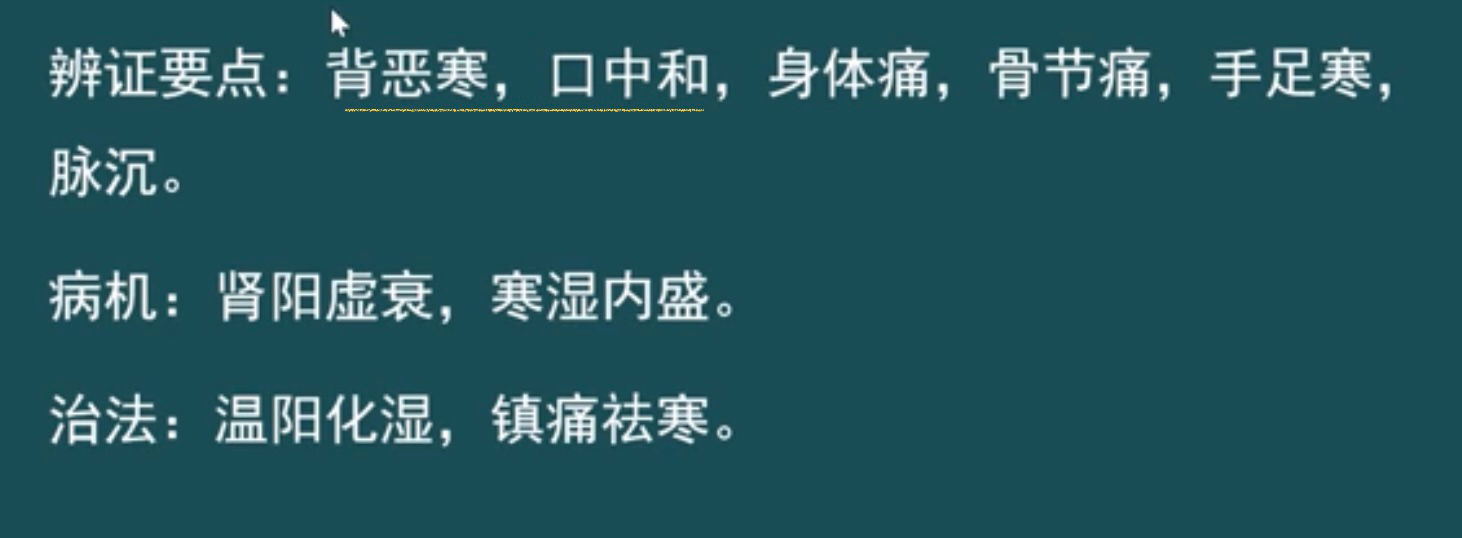 辨证要点：背恶寒，口中和，身体痛，骨节痛，手足寒，
脉沉。
病机：肾阳虚衰，寒湿内盛。
治法：温阳化湿，镇痛祛寒。